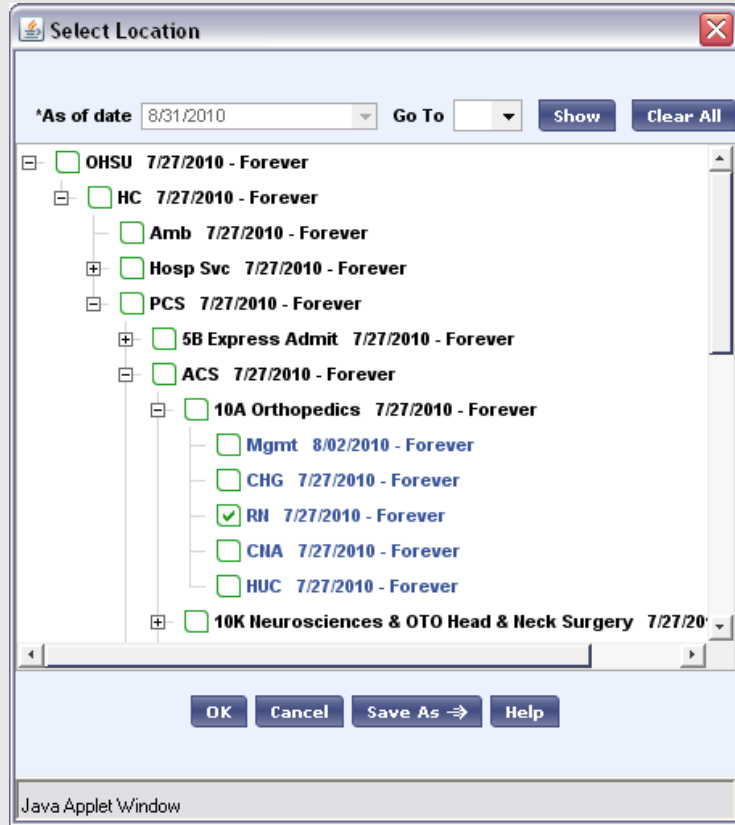 Select Location
*As of date 8/31/2010 Go To Show Clear All
OHSU 7/27/2010 - Forever
HC 7/27/2010 - Forever
Amb 7/27/2010 - Forever
Hosp Svc 7/27/2010 - Forever
PCS 7/27/2010 - Forever
5B Express Admit 7/27/2010 - Forever
ACS 7/27/2010 - Forever
10A Orthopedics 7/27/2010 - Forever
Mgmt 8/02/2010 - Forever
CHG 7/27/2010 - Forever
RN 7/27/2010 - Forever
CNA 7/27/2010 - Forever
HUC 7/27/2010 - Forever
10K Neurosciences & OTO Head & Neck Surgery 7/27/20
OK Cancel Save As Help
Java Applet Window